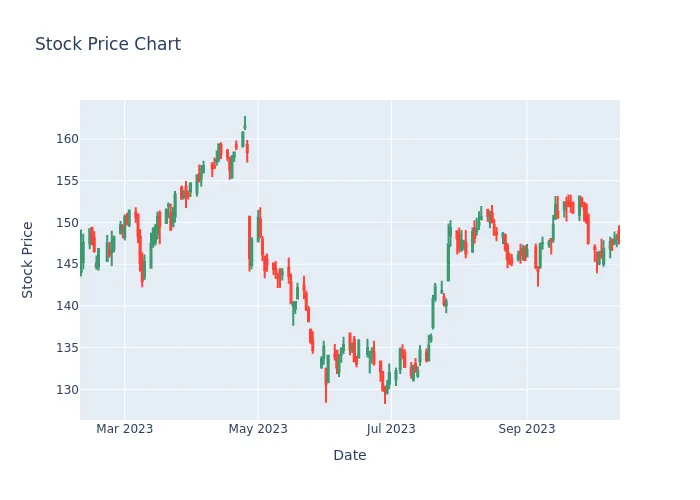 Stock Price Chart
160
155
150
145
140
135
130
Stock Price
Mar 2023
May 2023
Jul 2023
Sep 2023
Date